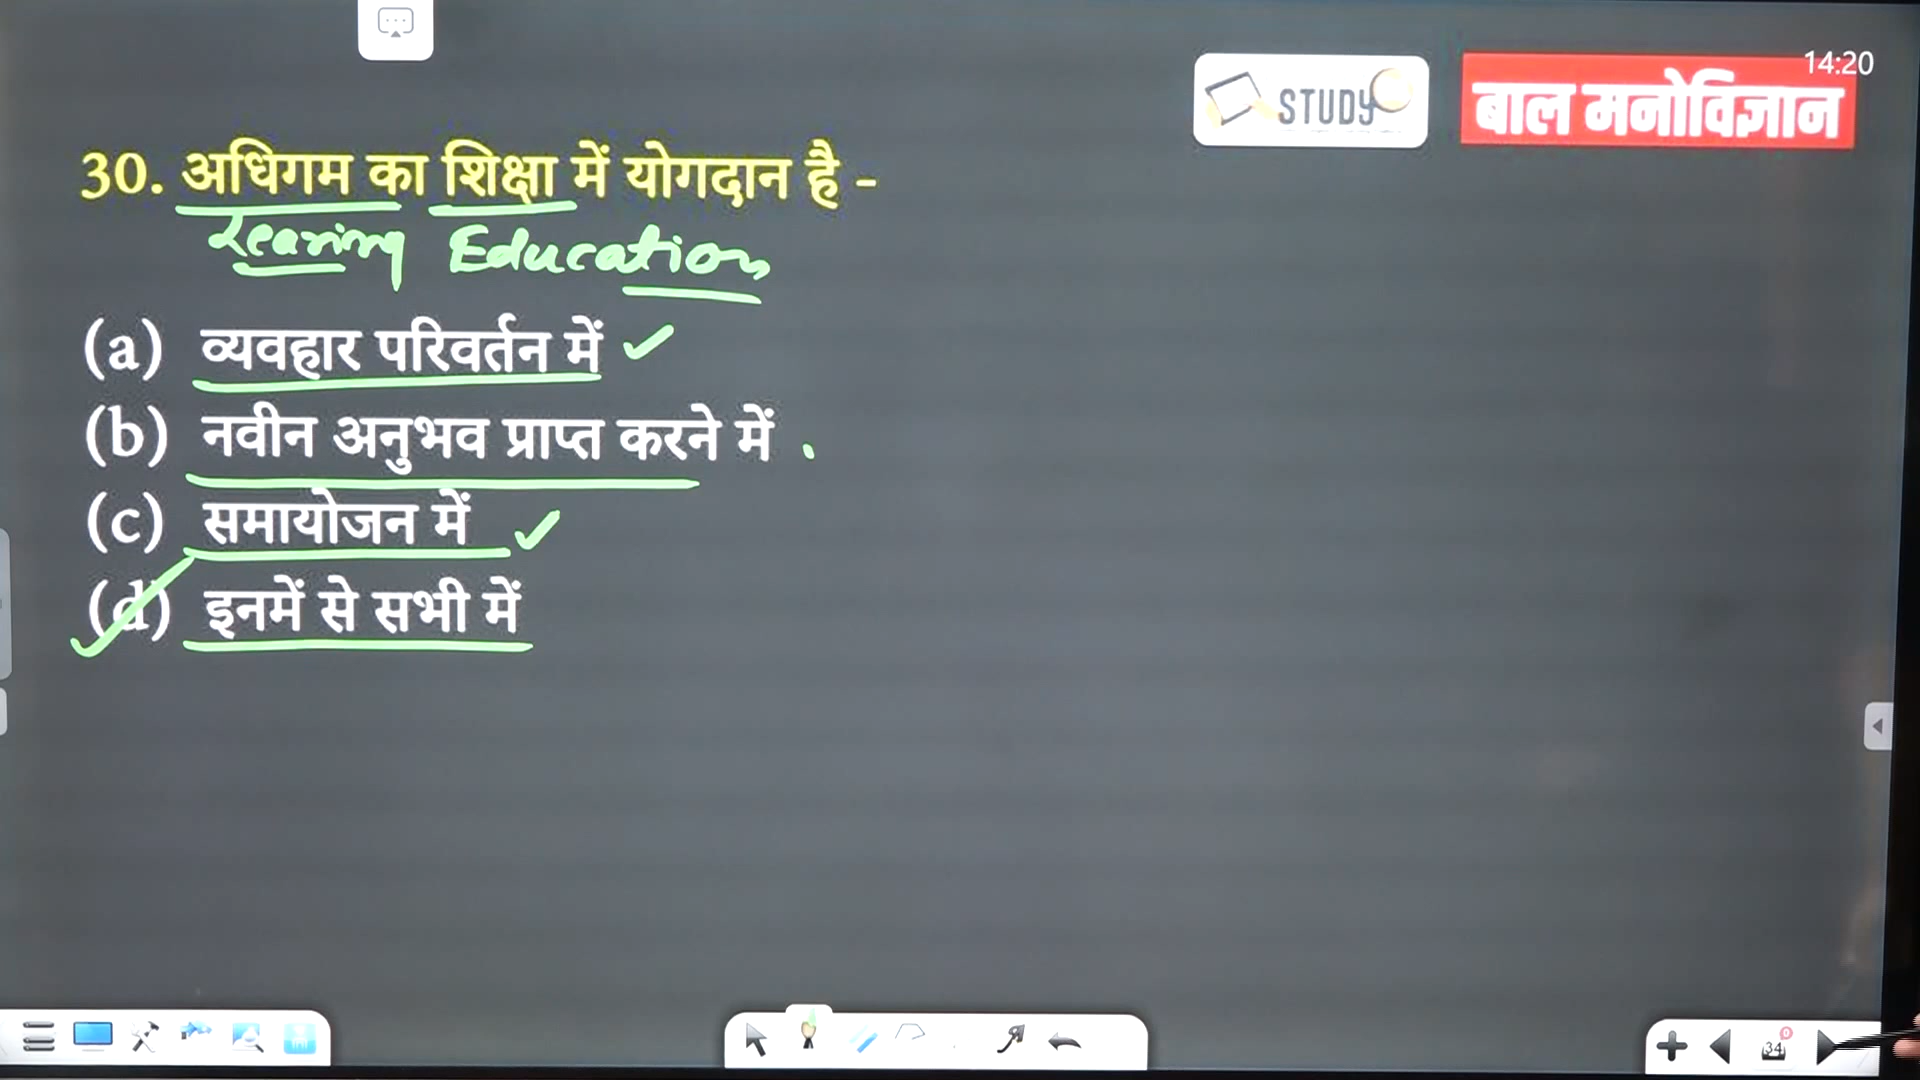 14:20
STUDY
बाल मनोविज्ञान
30. अधिगम का शिक्षा में योगदान है -
Learing Education
(a) व्यवहार परिवर्तन में
(b) नवीन अनुभव प्राप्त करने में
(c) समायोजन में
(d) इनमें से सभी में
34